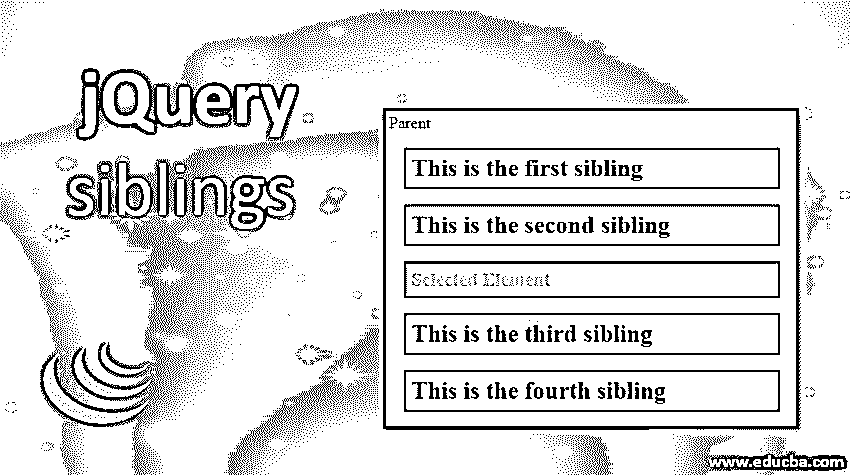 jQuery
siblings
Parent
This is the first sibling
This is the second sibling
Selected Element
This is the third sibling
This is the fourth sibling
www.educba.com